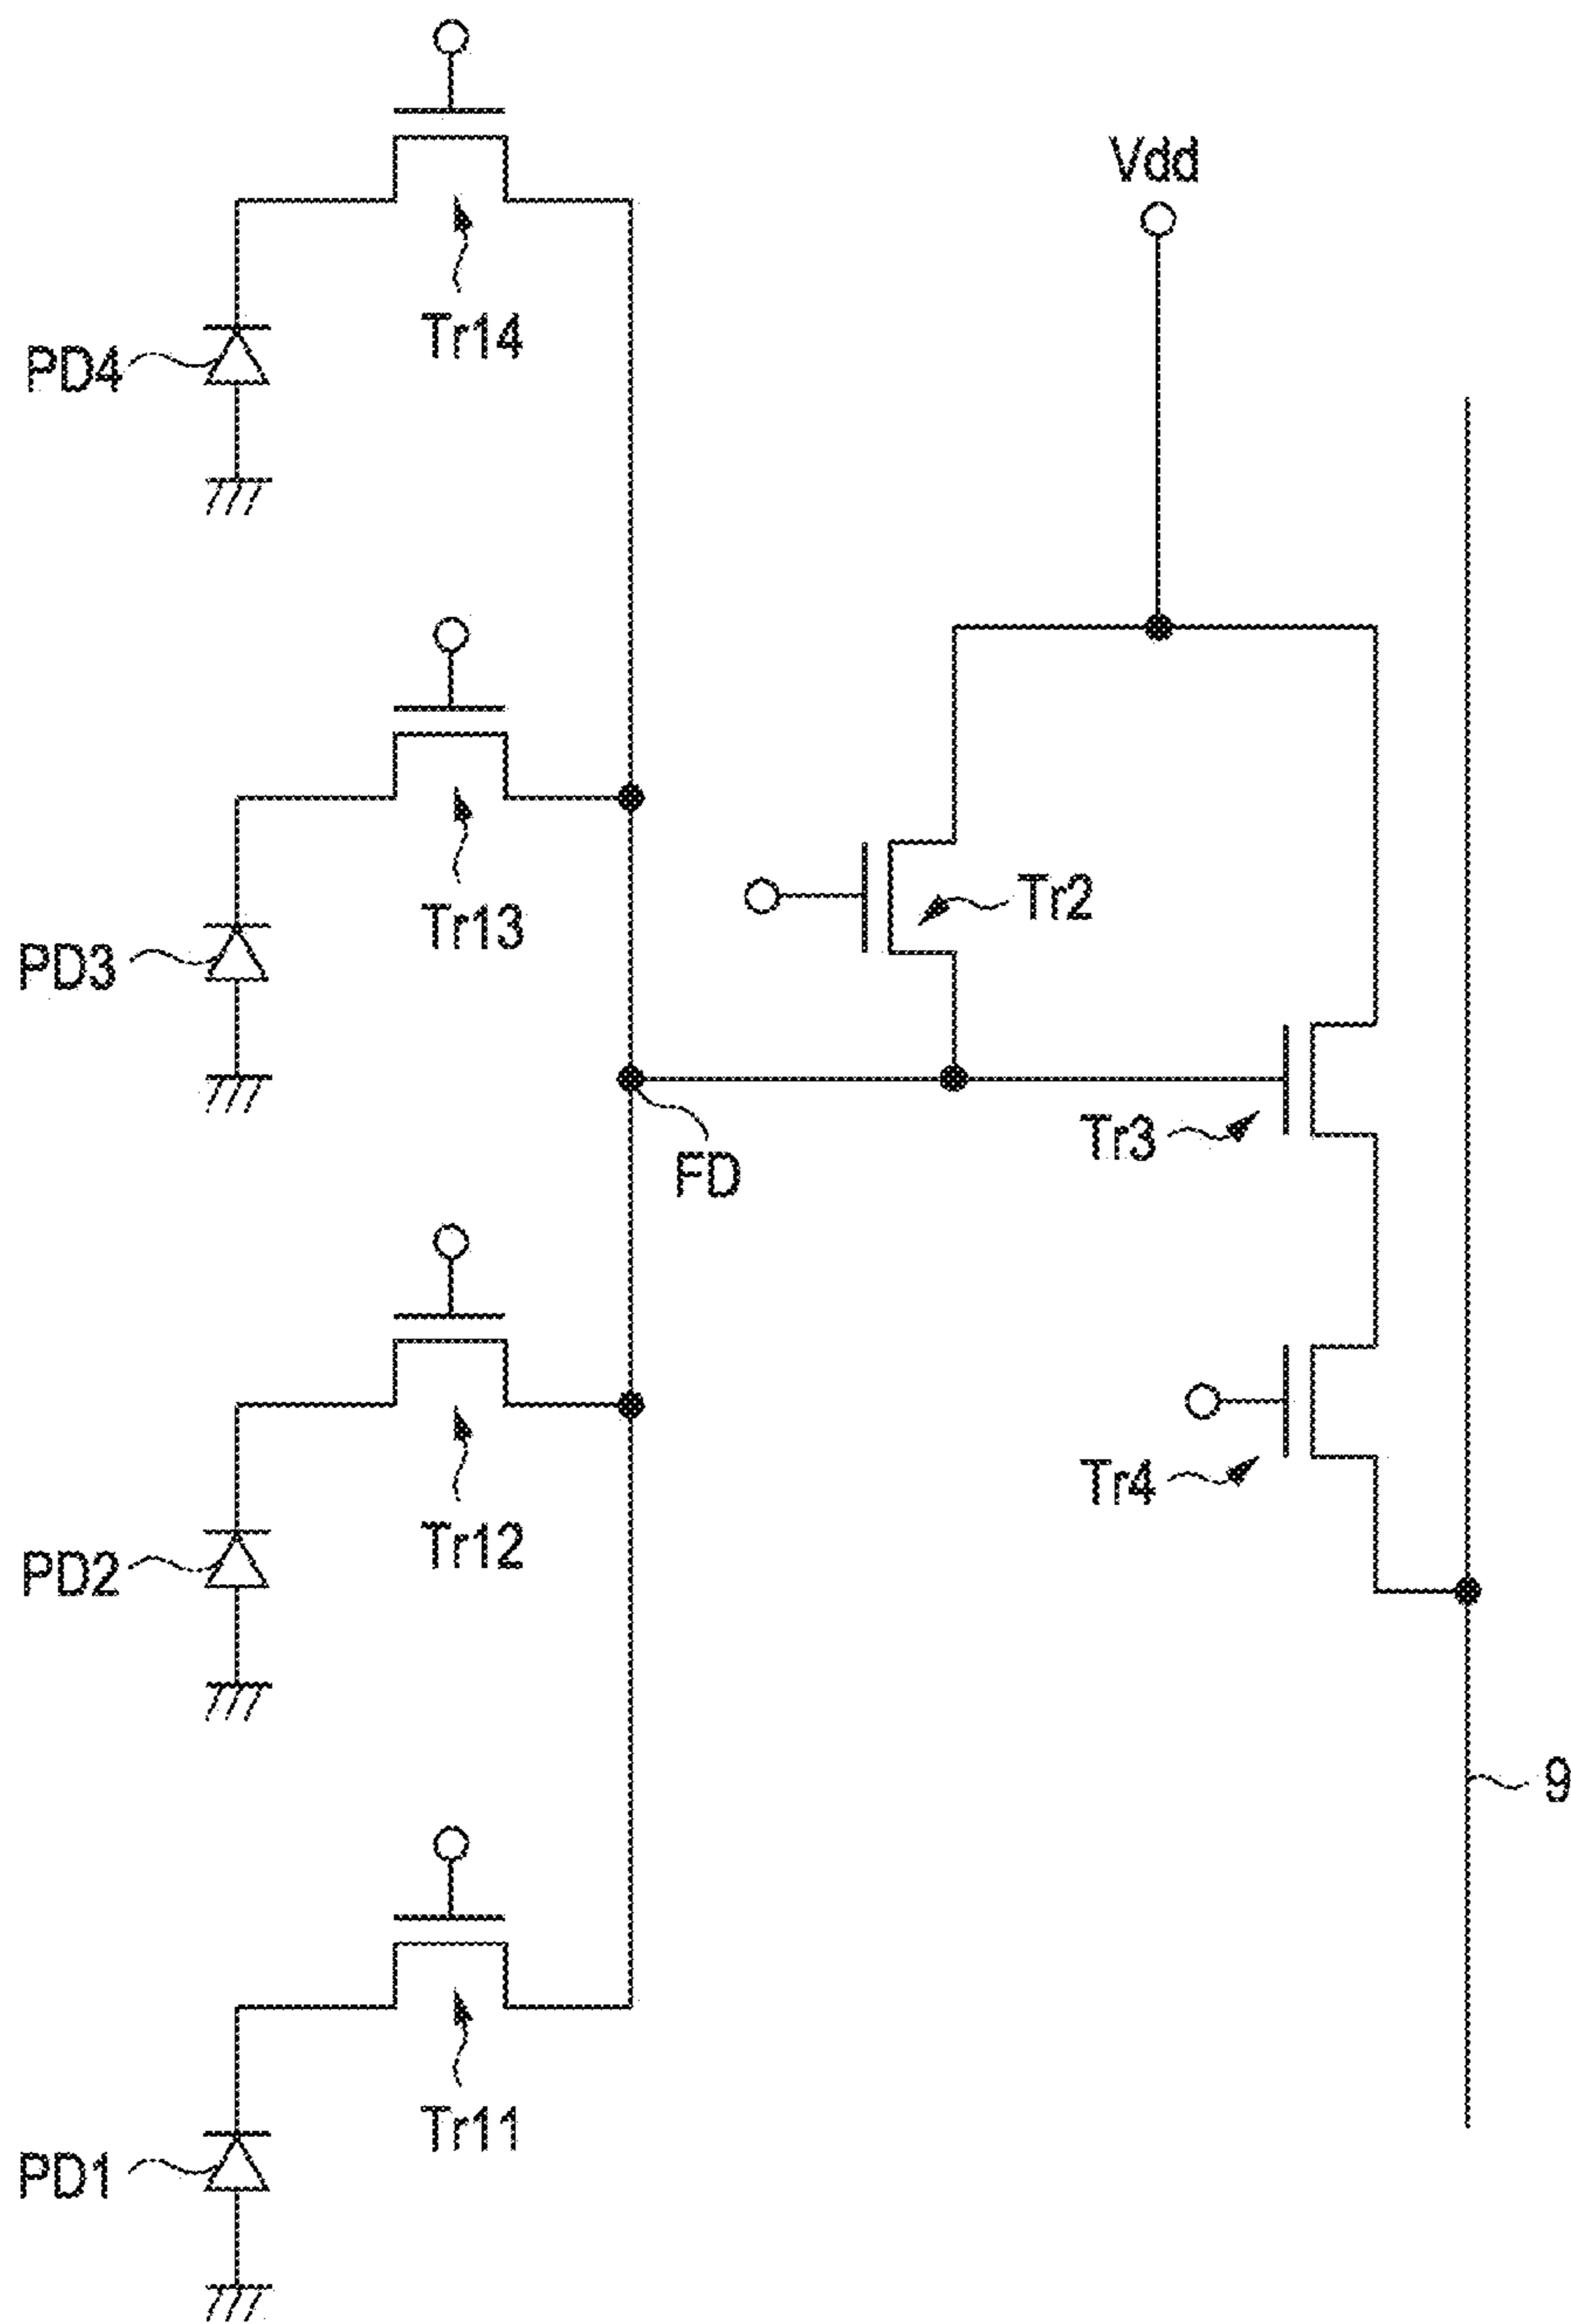 Vdd
Tr14
PD4
Tr2
Tr13
PD3
Tr3
FD
Tr4
Tr12
PD2
9
Tr11
PD1